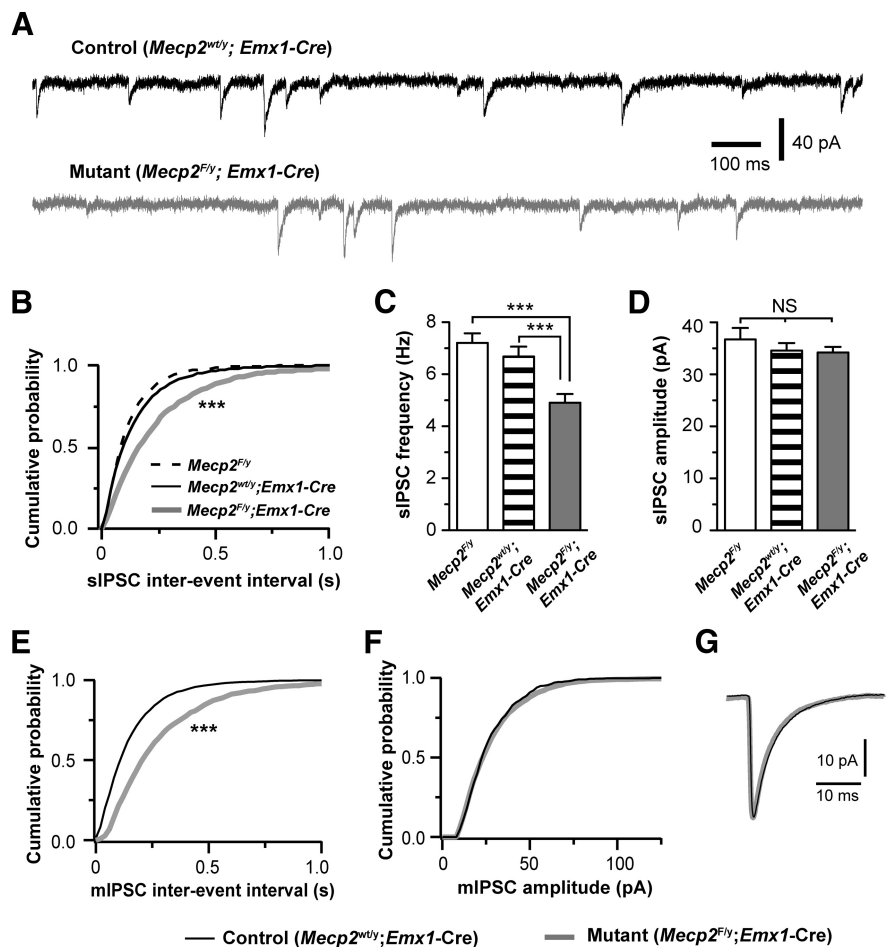 A
Control (Mecp2wt/y; Emx1-Cre)
40 pA
100 ms
Mutant (Mecp2F/y; Emx1-Cre)
B
Cumulative probability
1.0
0.5
0.0
***
Mecp2F/y
Mecp2wt/y;Emx1-Cre
Mecp2F/y;Emx1-Cre
0
0.5
1.0
sIPSC inter-event interval (s)
C
sIPSC frequency (Hz)
8
6
4
2
0
***
***
Mecp2F/y
Mecp2wt/y;
Emx1-Cre
Mecp2F/y;
Emx1-Cre
D
sIPSC amplitude (pA)
40
30
20
10
0
NS
Mecp2F/y
Mecp2wt/y;
Emx1-Cre
Mecp2F/y;
Emx1-Cre
E
Cumulative probability
1.0
0.5
0.0
***
0
0.5
1.0
mIPSC inter-event interval (s)
F
Cumulative probability
1.0
0.5
0.0
0
50
100
mIPSC amplitude (pA)
G
10 pA
10 ms
Control (Mecp2wt/y;Emx1-Cre)
Mutant (Mecp2F/y;Emx1-Cre)